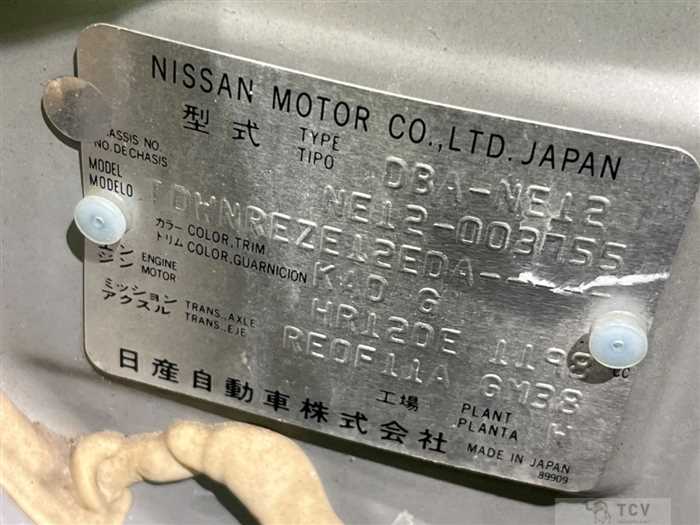 NISSAN MOTOR CO.,LTD. JAPAN
型式 TYPE TIPO DBA-NE12
CHASSIS NO. NO. DE CHASIS NE12-003755
MODEL MODELO FDWNREZE12EDA-----
カラー トリム COLOR,TRIM COLOR,GUARNICION KAD G
エンジン ENGINE MOTOR HR12DE 1198 CC
ミッション アクスル TRANS.,AXLE TRANS.,EJE RE0F11A GM38
工場 PLANT PLANTA W
日産自動車株式会社 MADE IN JAPAN
89909
TCV